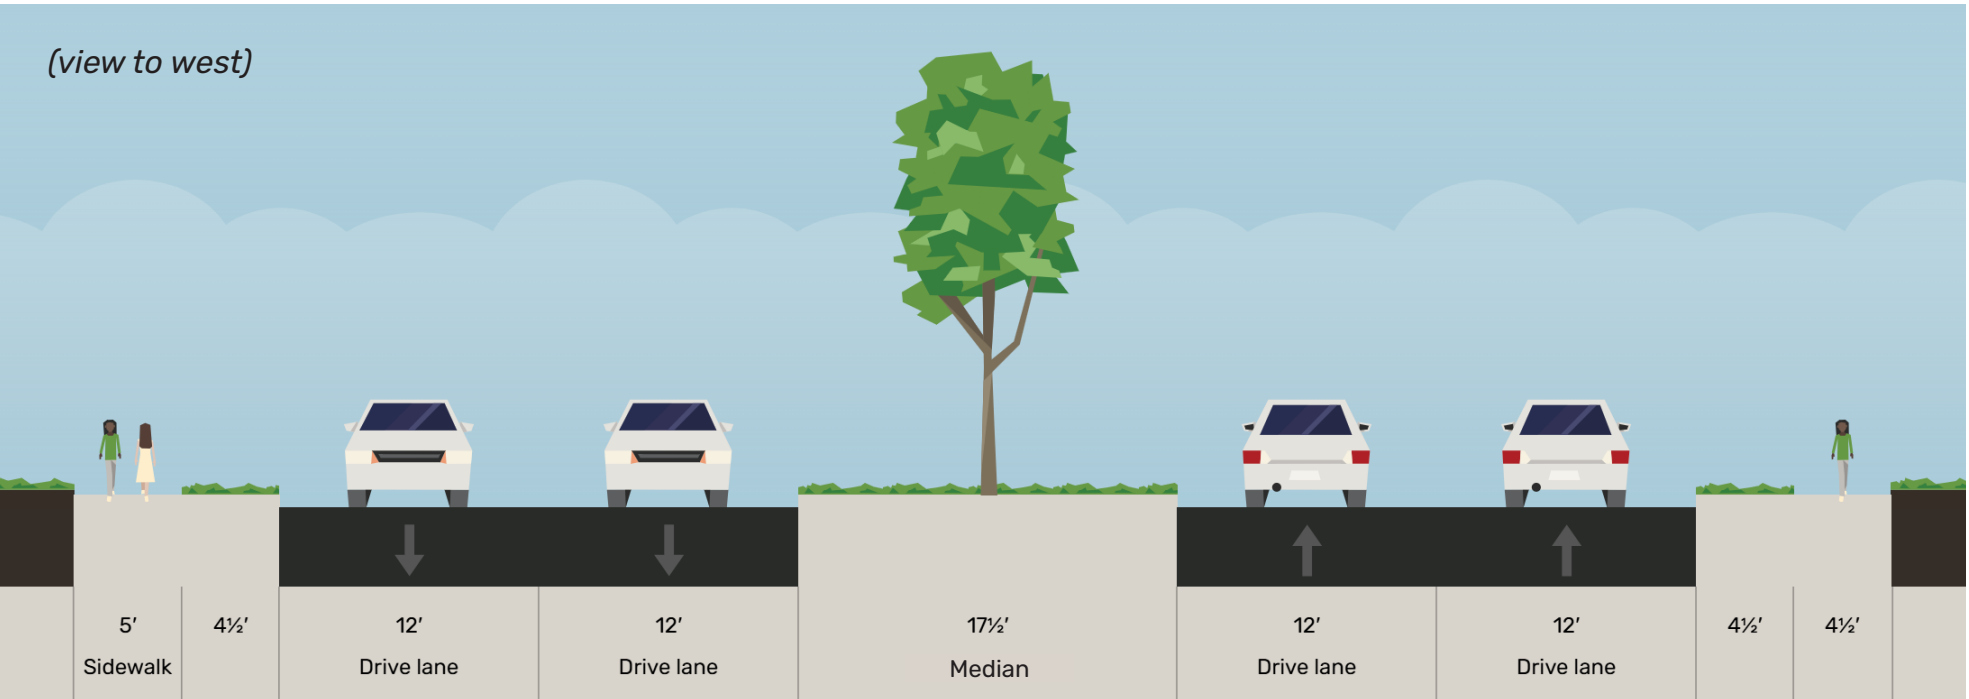 (view to west)
5′ 4½′ 12′ 12′ 17½′ 12′ 12′ 4½′ 4½′
Sidewalk Drive lane Drive lane Median Drive lane Drive lane